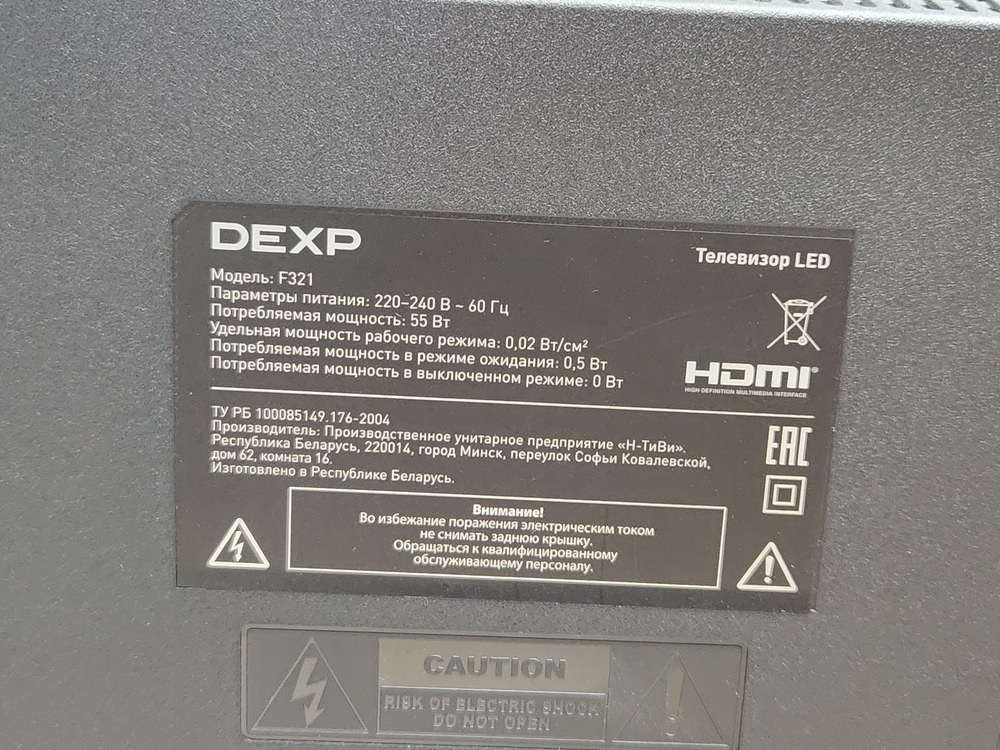 DEXP
Телевизор LED
Модель: F321
Параметры питания: 220–240 В ~ 60 Гц
Потребляемая мощность: 55 Вт
Удельная мощность рабочего режима: 0,02 Вт/см²
Потребляемая мощность в режиме ожидания: 0,5 Вт
Потребляемая мощность в выключенном режиме: 0 Вт
HDMI®
HIGH-DEFINITION MULTIMEDIA INTERFACE
ТУ РБ 100085149.176-2004
Производитель: Производственное унитарное предприятие «Н-ТиВи».
Республика Беларусь, 220014, город Минск, переулок Софьи Ковалевской,
дом 62, комната 16.
Изготовлено в Республике Беларусь.
EAC
Внимание!
Во избежание поражения электрическим током
не снимать заднюю крышку.
Обращаться к квалифицированному
обслуживающему персоналу.
CAUTION
RISK OF ELECTRIC SHOCK
DO NOT OPEN